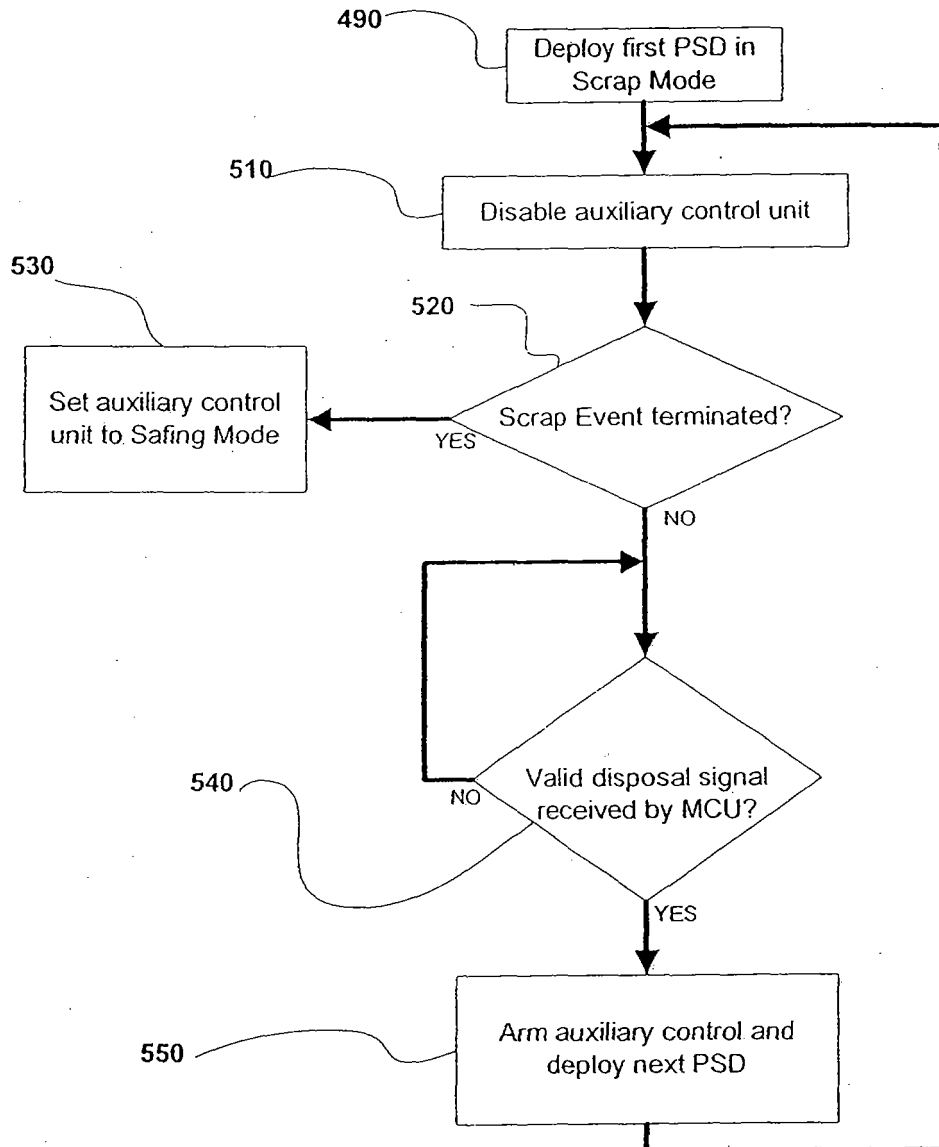 490
Deploy first PSD in
Scrap Mode
510
Disable auxiliary control unit
530
520
Set auxiliary control
unit to Safing Mode
Scrap Event terminated?
YES
NO
540
Valid disposal signal
received by MCU?
NO
YES
550
Arm auxiliary control and
deploy next PSD